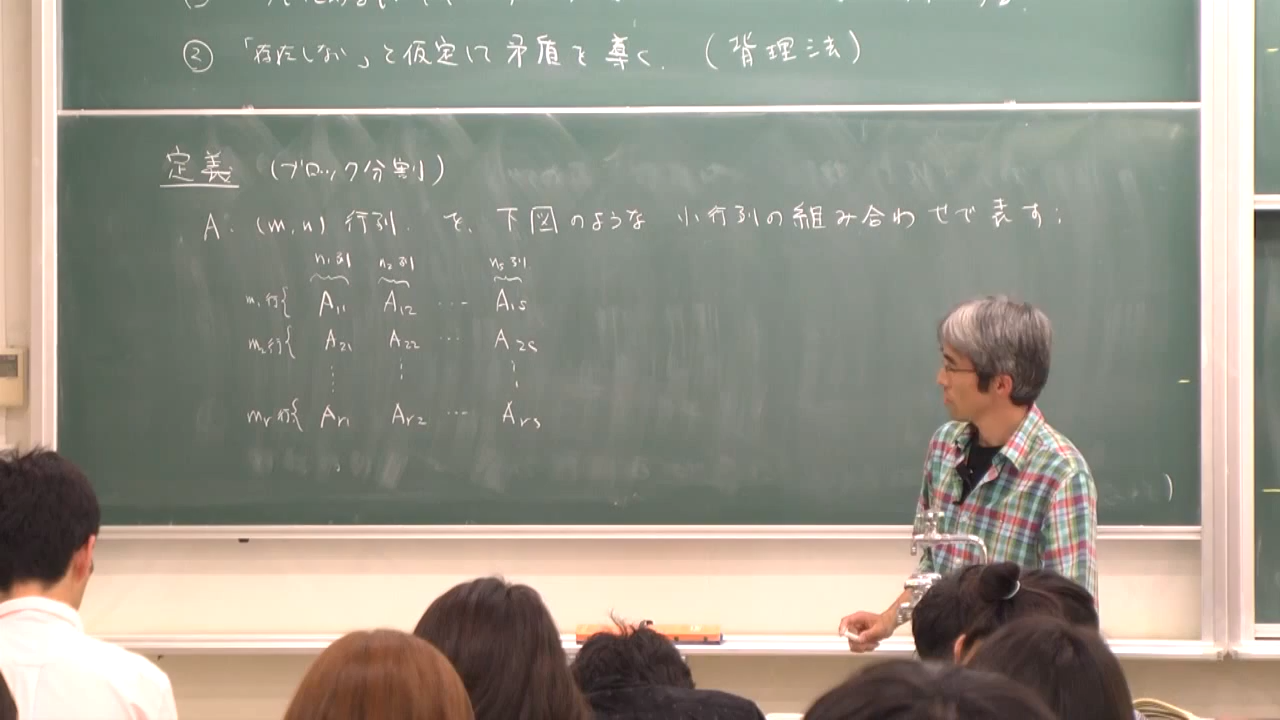 ② 「存在しない」と仮定して矛盾を導く. (背理法)
定義 (ブロック分割)
A: (m,n) 行列. を、下図のような 小行列の組み合わせで表す:
n₁列 n₂列 nₛ列
m₁行{ A₁₁ A₁₂ … A₁ₛ
m₂行{ A₂₁ A₂₂ … A₂ₛ
⋮ ⋮ ⋮
mᵣ行{ Aᵣ₁ Aᵣ₂ … Aᵣₛ